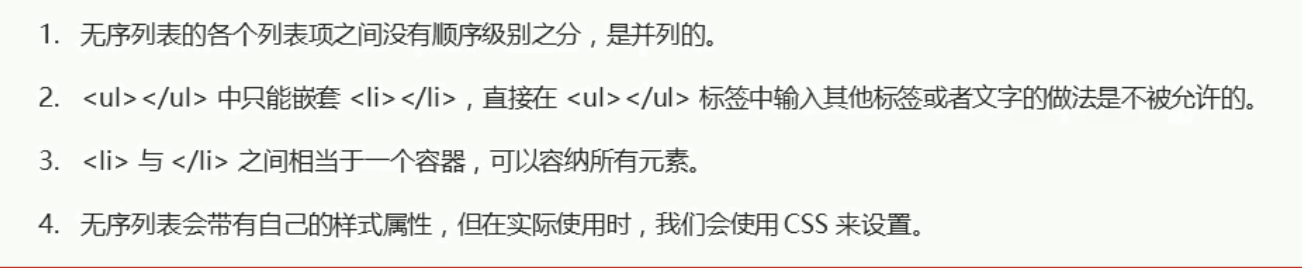 1. 无序列表的各个列表项之间没有顺序级别之分，是并列的。
2. <ul></ul> 中只能嵌套 <li></li>，直接在 <ul></ul> 标签中输入其他标签或者文字的做法是不被允许的。
3. <li> 与 </li> 之间相当于一个容器，可以容纳所有元素。
4. 无序列表会带有自己的样式属性，但在实际使用时，我们会使用 CSS 来设置。